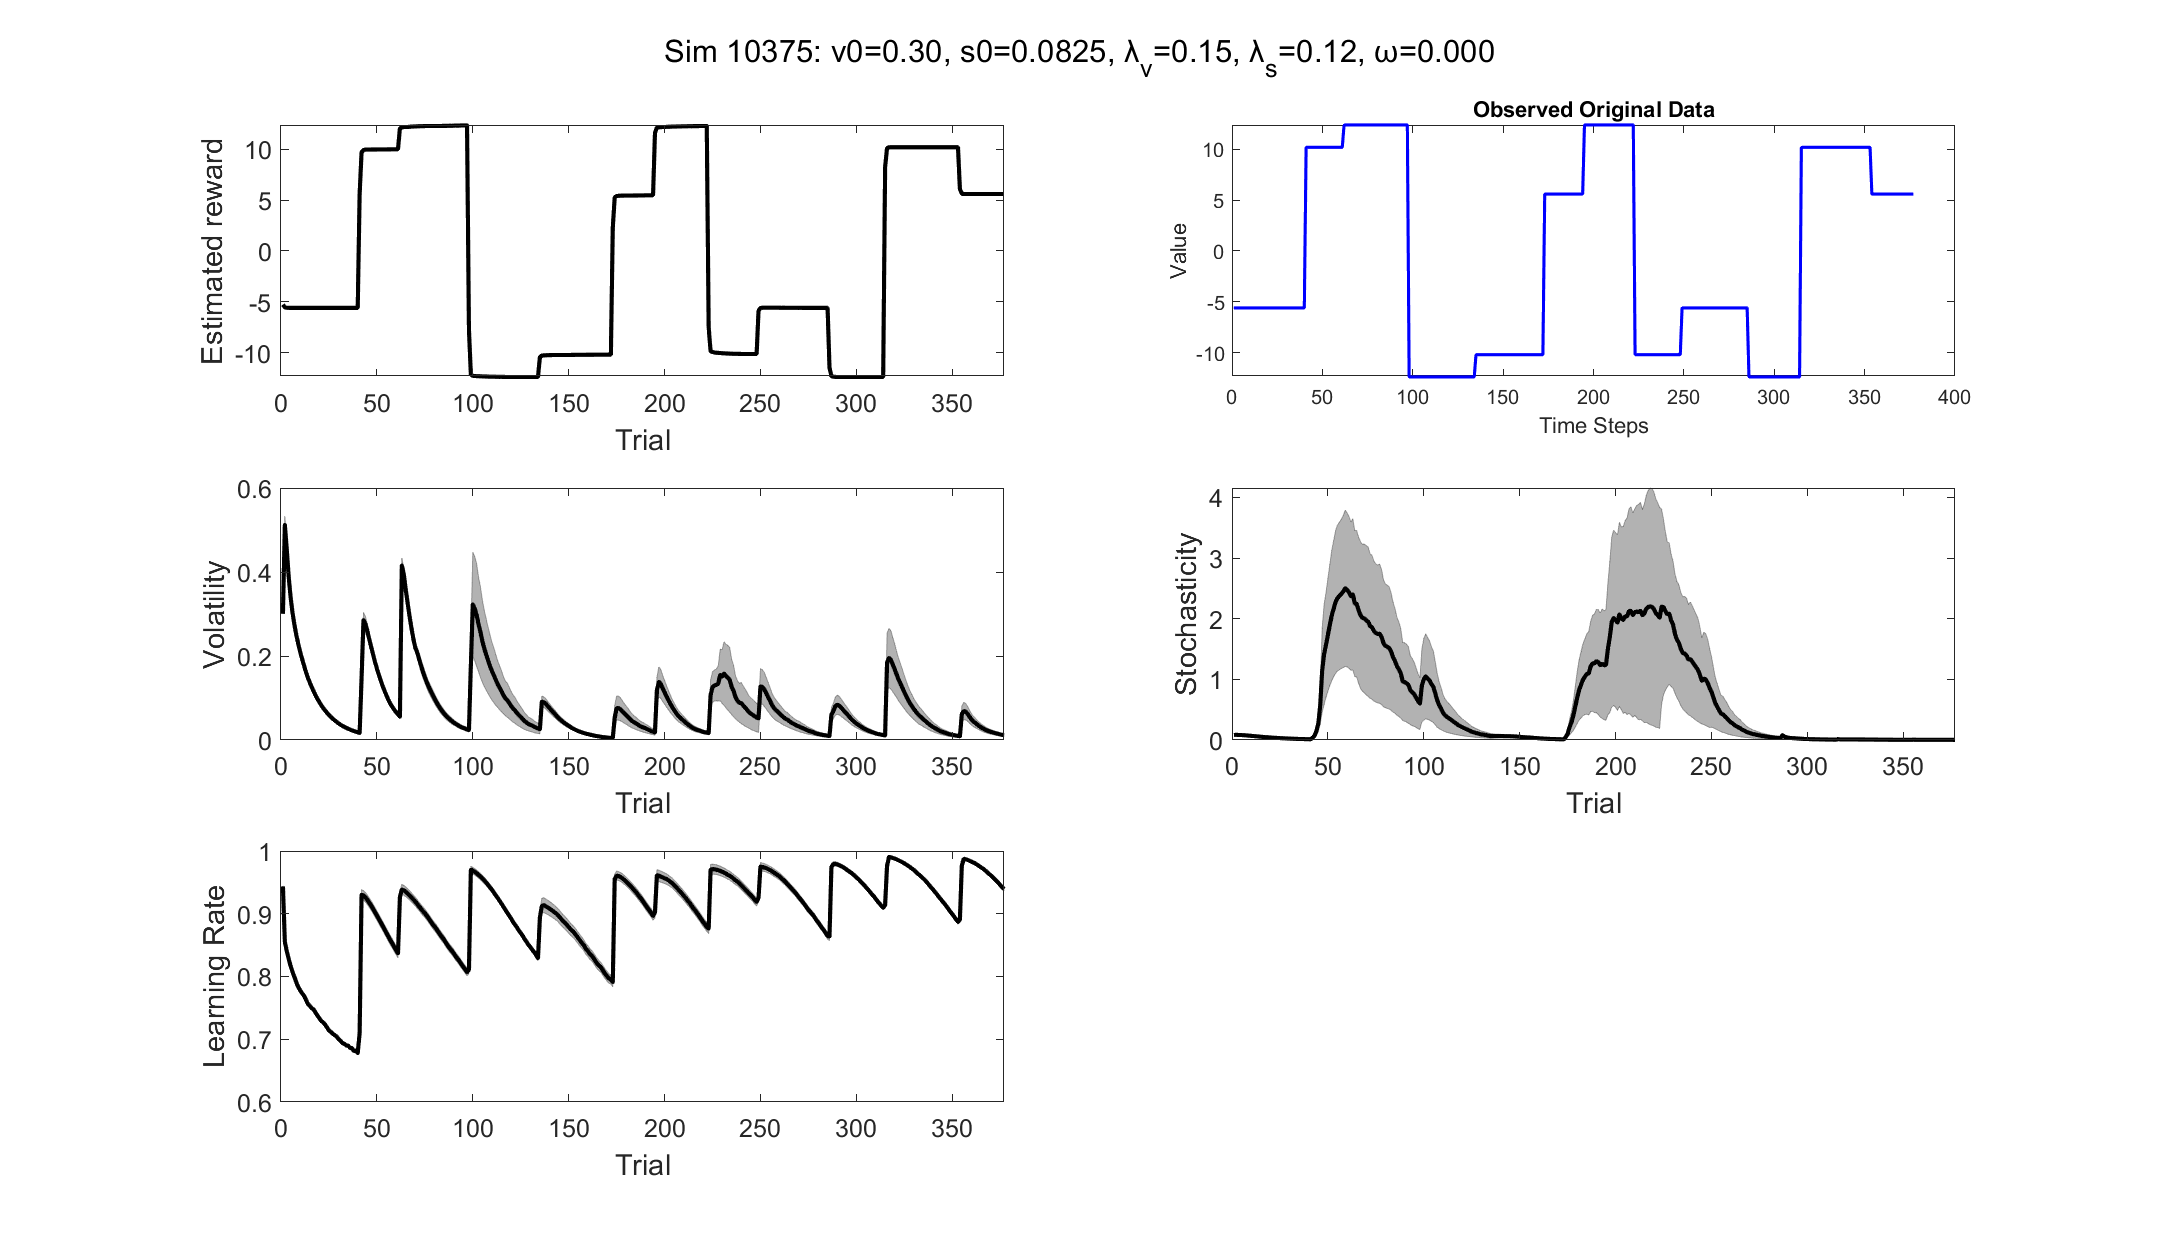 Sim 10375: v0=0.30, s0=0.0825, λv=0.15, λs=0.12, ω=0.000
Estimated reward
10
5
0
-5
-10
0 50 100 150 200 250 300 350
Trial
Observed Original Data
Value
10
5
0
-5
-10
0 50 100 150 200 250 300 350 400
Time Steps
Volatility
0.6
0.4
0.2
0
0 50 100 150 200 250 300 350
Trial
Stochasticity
4
3
2
1
0
0 50 100 150 200 250 300 350
Trial
Learning Rate
1
0.9
0.8
0.7
0.6
0 50 100 150 200 250 300 350
Trial